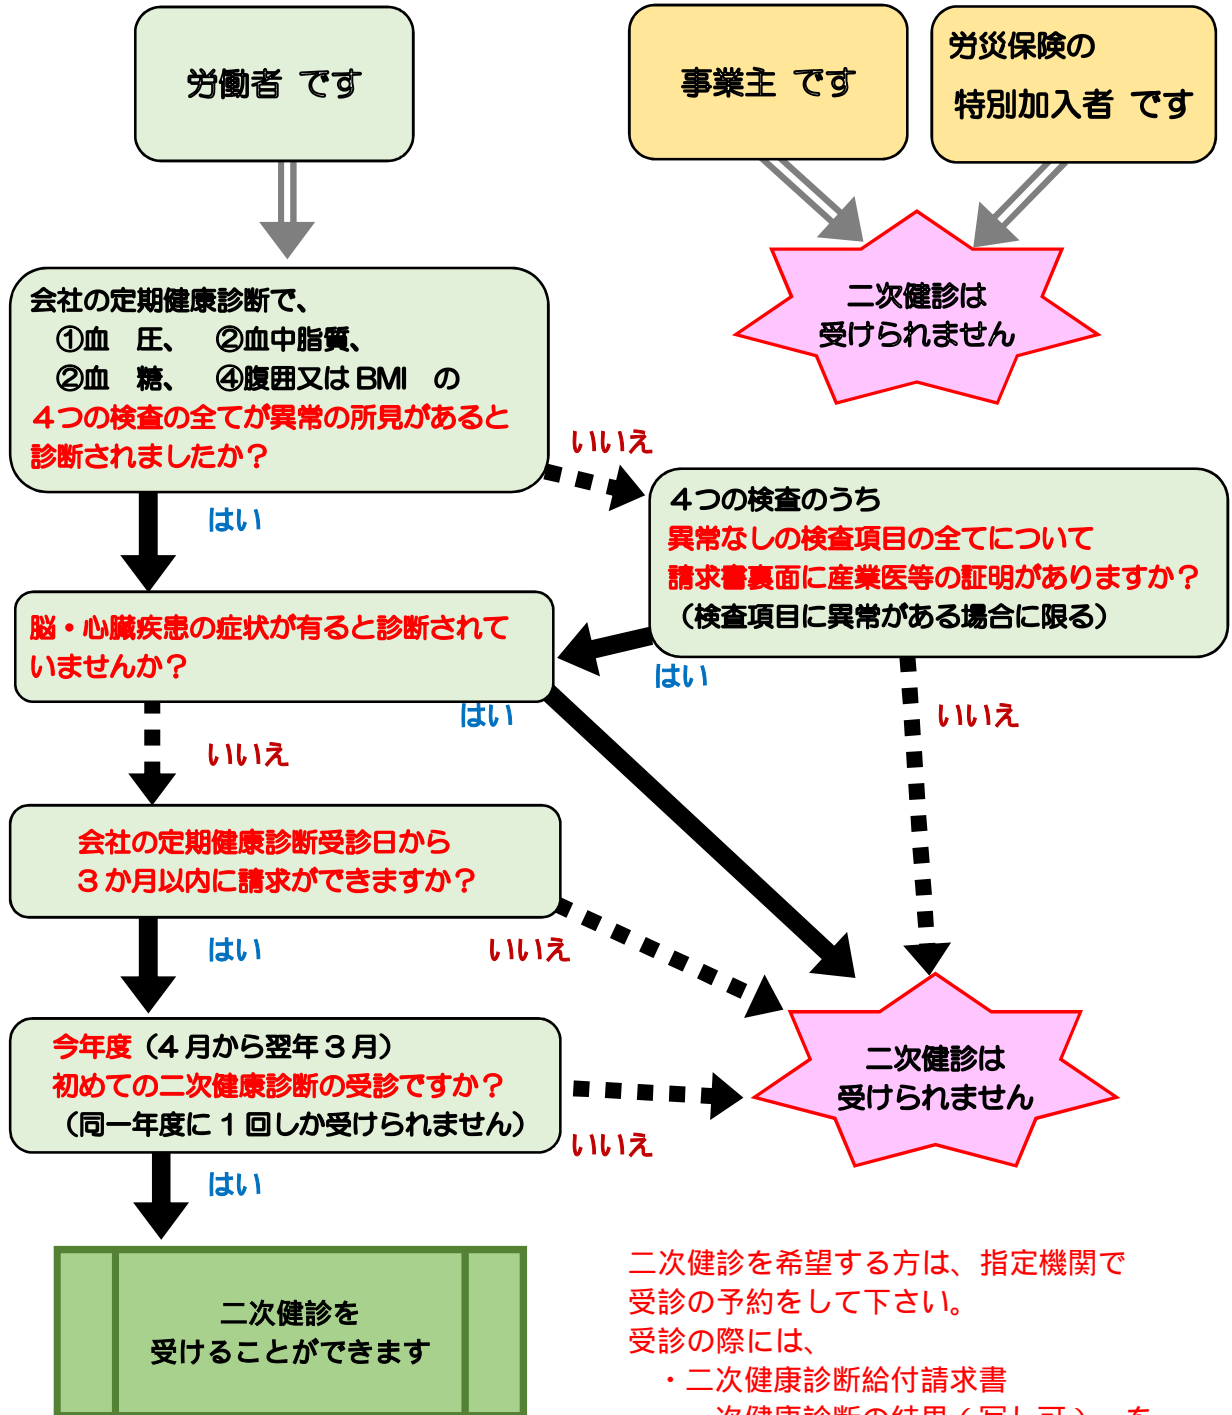 労働者 です
事業主 です
労災保険の
特別加入者 です
二次健診は
受けられません
会社の定期健康診断で、
①血　圧、　②血中脂質、
②血　糖、　④腹囲又は BMI　の
４つの検査の全てが異常の所見があると
診断されましたか？
いいえ
はい
４つの検査のうち
異常なしの検査項目の全てについて
請求書裏面に産業医等の証明がありますか？
（検査項目に異常がある場合に限る）
脳・心臓疾患の症状が有ると診断されて
いませんか？
はい
はい
いいえ
いいえ
会社の定期健康診断受診日から
3 か月以内に請求ができますか？
はい
いいえ
今年度（4 月から翌年 3 月）
初めての二次健康診断の受診ですか？
（同一年度に 1 回しか受けられません）
二次健診は
受けられません
いいえ
はい
二次健診を
受けることができます
二次健診を希望する方は、指定機関で
受診の予約をして下さい。
受診の際には、
・二次健康診断給付請求書
次健康診断の結果（写し可）　を